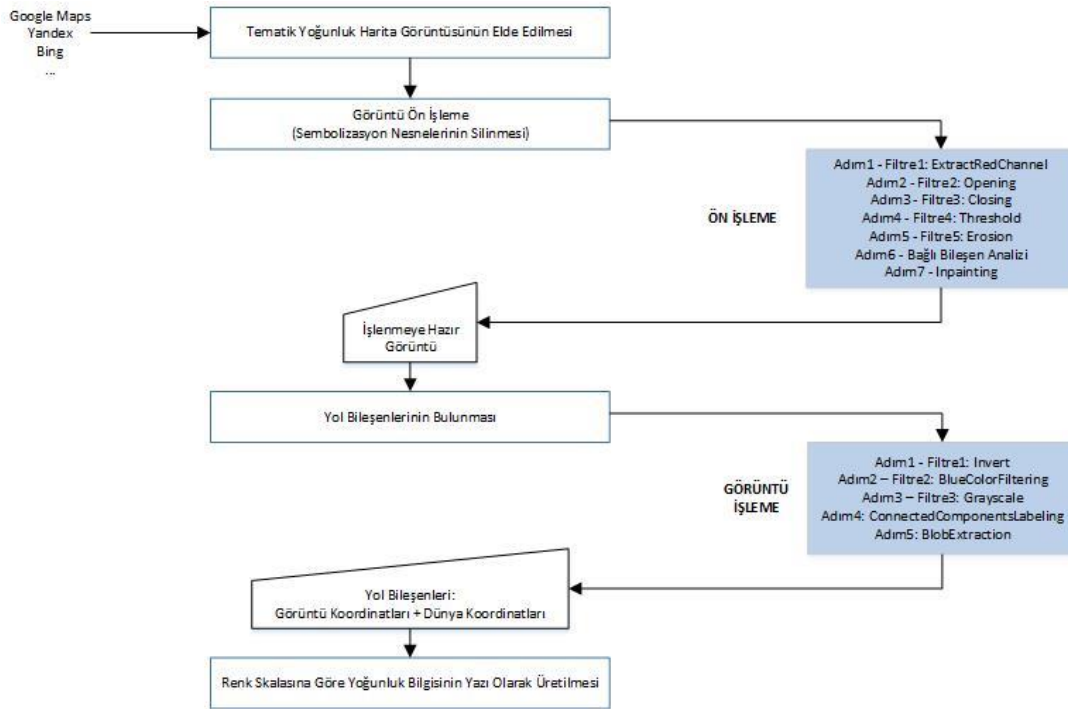 Google Maps
Yandex
Bing
...
Tematik Yoğunluk Harita Görüntüsünün Elde Edilmesi
Görüntü Ön İşleme
(Sembolizasyon Nesnelerinin Silinmesi)
ÖN İŞLEME
Adım1 - Filtre1: ExtractRedChannel
Adım2 - Filtre2: Opening
Adım3 - Filtre3: Closing
Adım4 - Filtre4: Threshold
Adım5 - Filtre5: Erosion
Adım6 - Bağlı Bileşen Analizi
Adım7 - Inpainting
İşlenmeye Hazır
Görüntü
Yol Bileşenlerinin Bulunması
GÖRÜNTÜ
İŞLEME
Adım1 - Filtre1: Invert
Adım2 – Filtre2: BlueColorFiltering
Adım3 – Filtre3: Grayscale
Adım4: ConnectedComponentsLabeling
Adım5: BlobExtraction
Yol Bileşenleri:
Görüntü Koordinatları + Dünya Koordinatları
Renk Skalasına Göre Yoğunluk Bilgisinin Yazı Olarak Üretilmesi